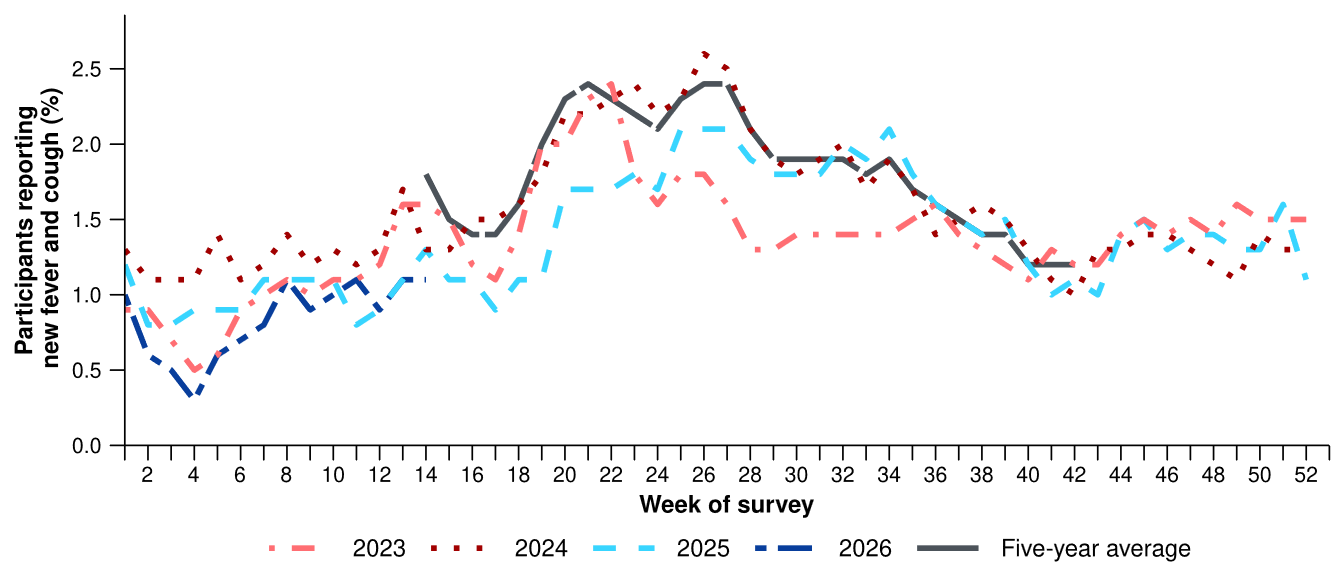 Participants reporting
new fever and cough (%)
2.5
2.0
1.5
1.0
0.5
0.0
2 4 6 8 10 12 14 16 18 20 22 24 26 28 30 32 34 36 38 40 42 44 46 48 50 52
Week of survey
2023 2024 2025 2026 Five-year average